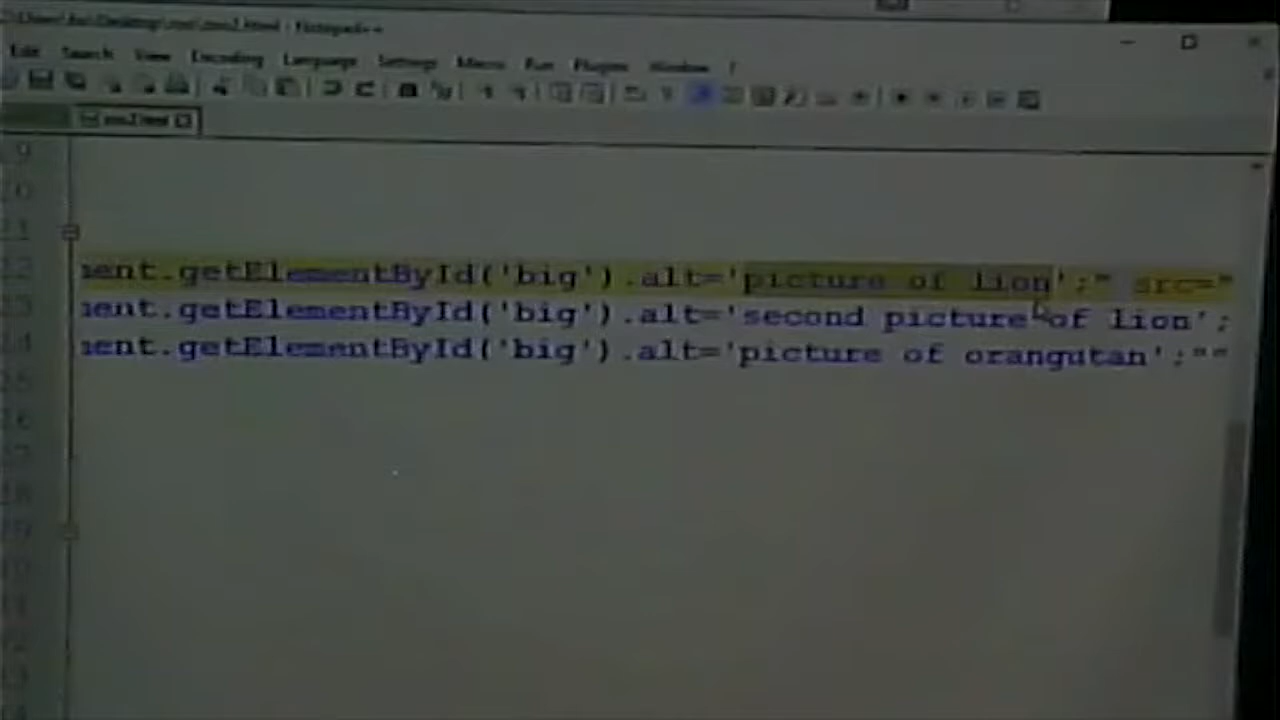 Notepad++
Edit Search View Encoding Language Settings Macro Run Plugins Window ?
ment.getElementById('big').alt='picture of lion';" src="
ment.getElementById('big').alt='second picture of lion';
ment.getElementById('big').alt='picture of orangutan';""